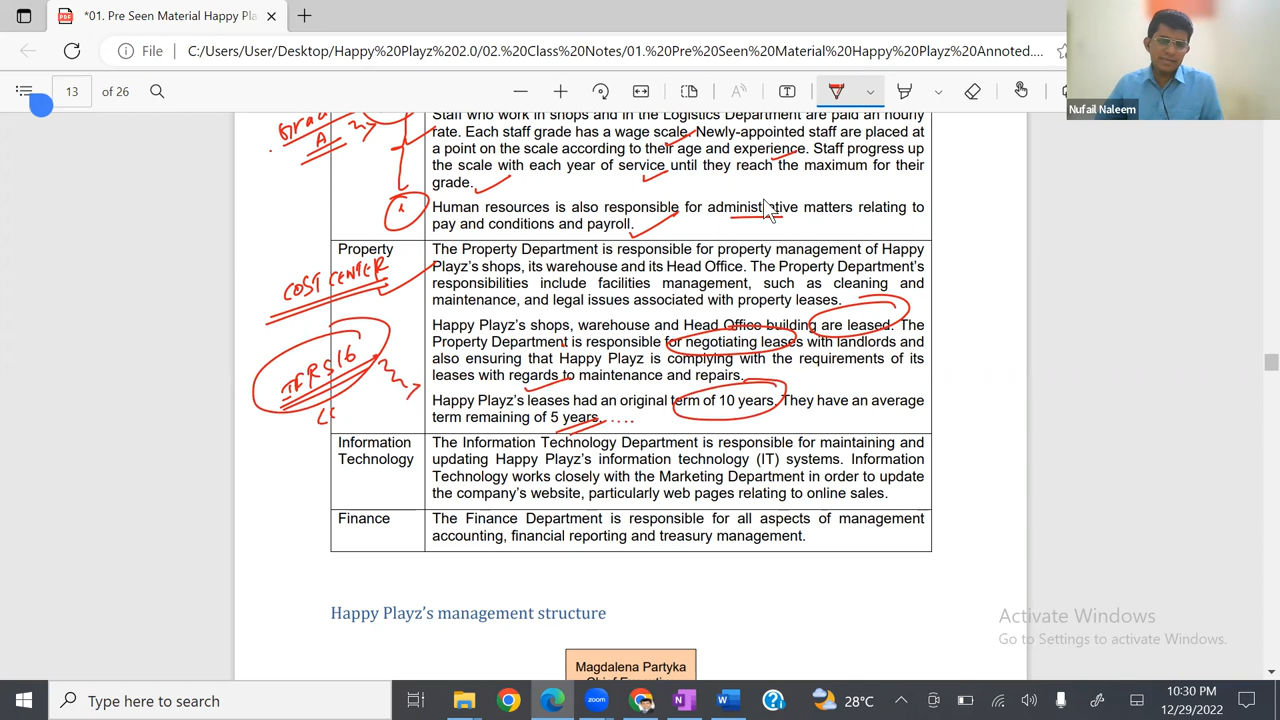 *01. Pre Seen Material Happy Pla
File
C:/Users/User/Desktop/Happy%20Playz%202.0/02.%20Class%20Notes/01.%20Pre%20Seen%20Material%20Happy%20Playz%20Annoted....
13
of 26
Nufail Naleem
Staff who work in shops and in the Logistics Department are paid an hourly
rate. Each staff grade has a wage scale. Newly-appointed staff are placed at
a point on the scale according to their age and experience. Staff progress up
the scale with each year of service until they reach the maximum for their
grade.
Human resources is also responsible for administrative matters relating to
pay and conditions and payroll.
A
Property
The Property Department is responsible for property management of Happy
Playz's shops, its warehouse and its Head Office. The Property Department's
responsibilities include facilities management, such as cleaning and
maintenance, and legal issues associated with property leases.
COST CENTER
Happy Playz's shops, warehouse and Head Office building are leased. The
Property Department is responsible for negotiating leases with landlords and
also ensuring that Happy Playz is complying with the requirements of its
leases with regards to maintenance and repairs.
IFRS 16
Happy Playz's leases had an original term of 10 years. They have an average
term remaining of 5 years.
Information
Technology
The Information Technology Department is responsible for maintaining and
updating Happy Playz's information technology (IT) systems. Information
Technology works closely with the Marketing Department in order to update
the company's website, particularly web pages relating to online sales.
Finance
The Finance Department is responsible for all aspects of management
accounting, financial reporting and treasury management.
Happy Playz's management structure
Magdalena Partyka
Activate Windows
Go to Settings to activate Windows.
Type here to search
zoom
28°C
10:30 PM
12/29/2022